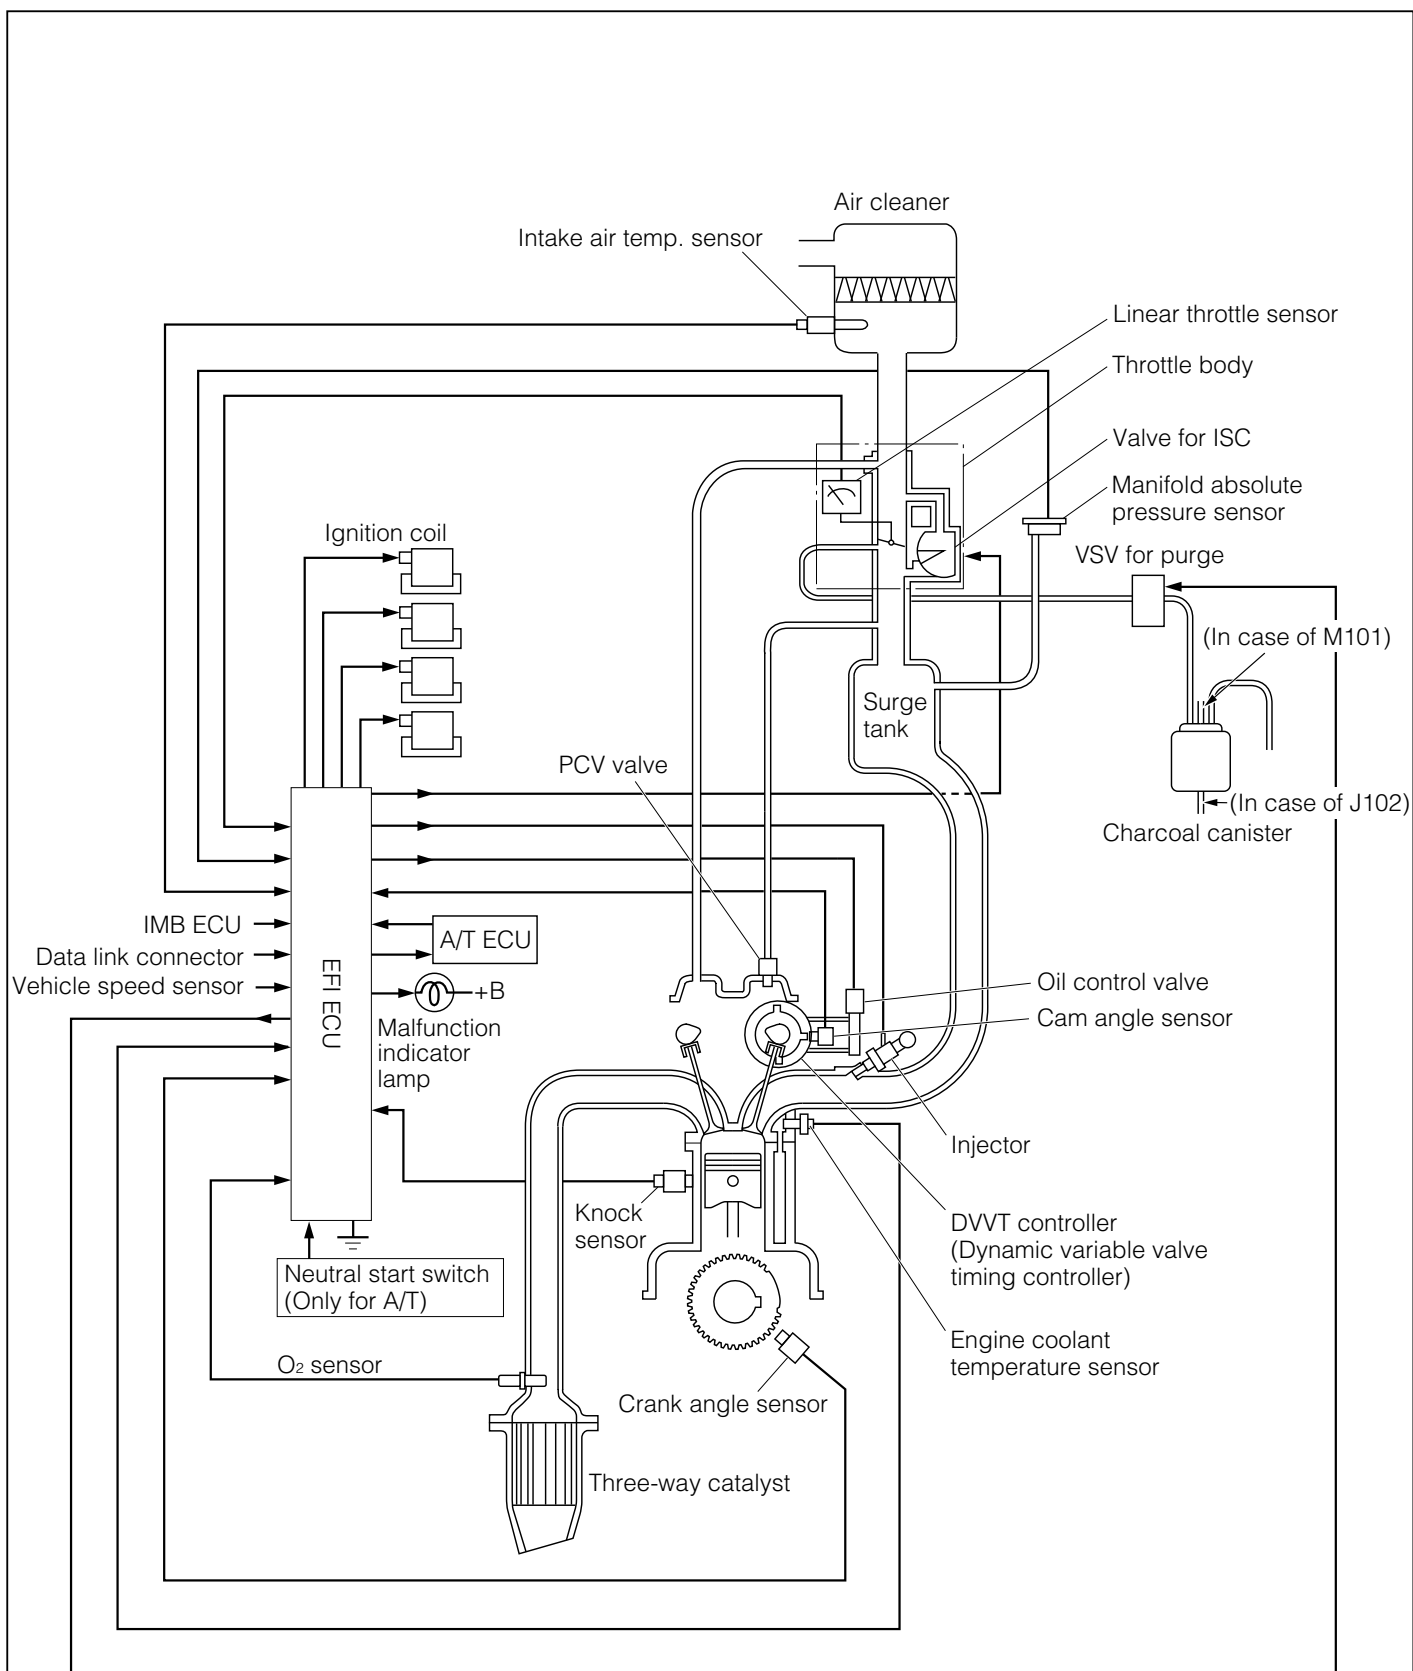 Air cleaner
Intake air temp. sensor
Linear throttle sensor
Throttle body
Valve for ISC
Manifold absolute
pressure sensor
Ignition coil
VSV for purge
(In case of M101)
Surge
tank
PCV valve
(In case of J102)
Charcoal canister
IMB ECU
A/T ECU
Data link connector
Vehicle speed sensor
EFI ECU
+B
Oil control valve
Cam angle sensor
Malfunction
indicator
lamp
Injector
Knock
sensor
DVVT controller
(Dynamic variable valve
timing controller)
Neutral start switch
(Only for A/T)
Engine coolant
temperature sensor
O2 sensor
Crank angle sensor
Three-way catalyst